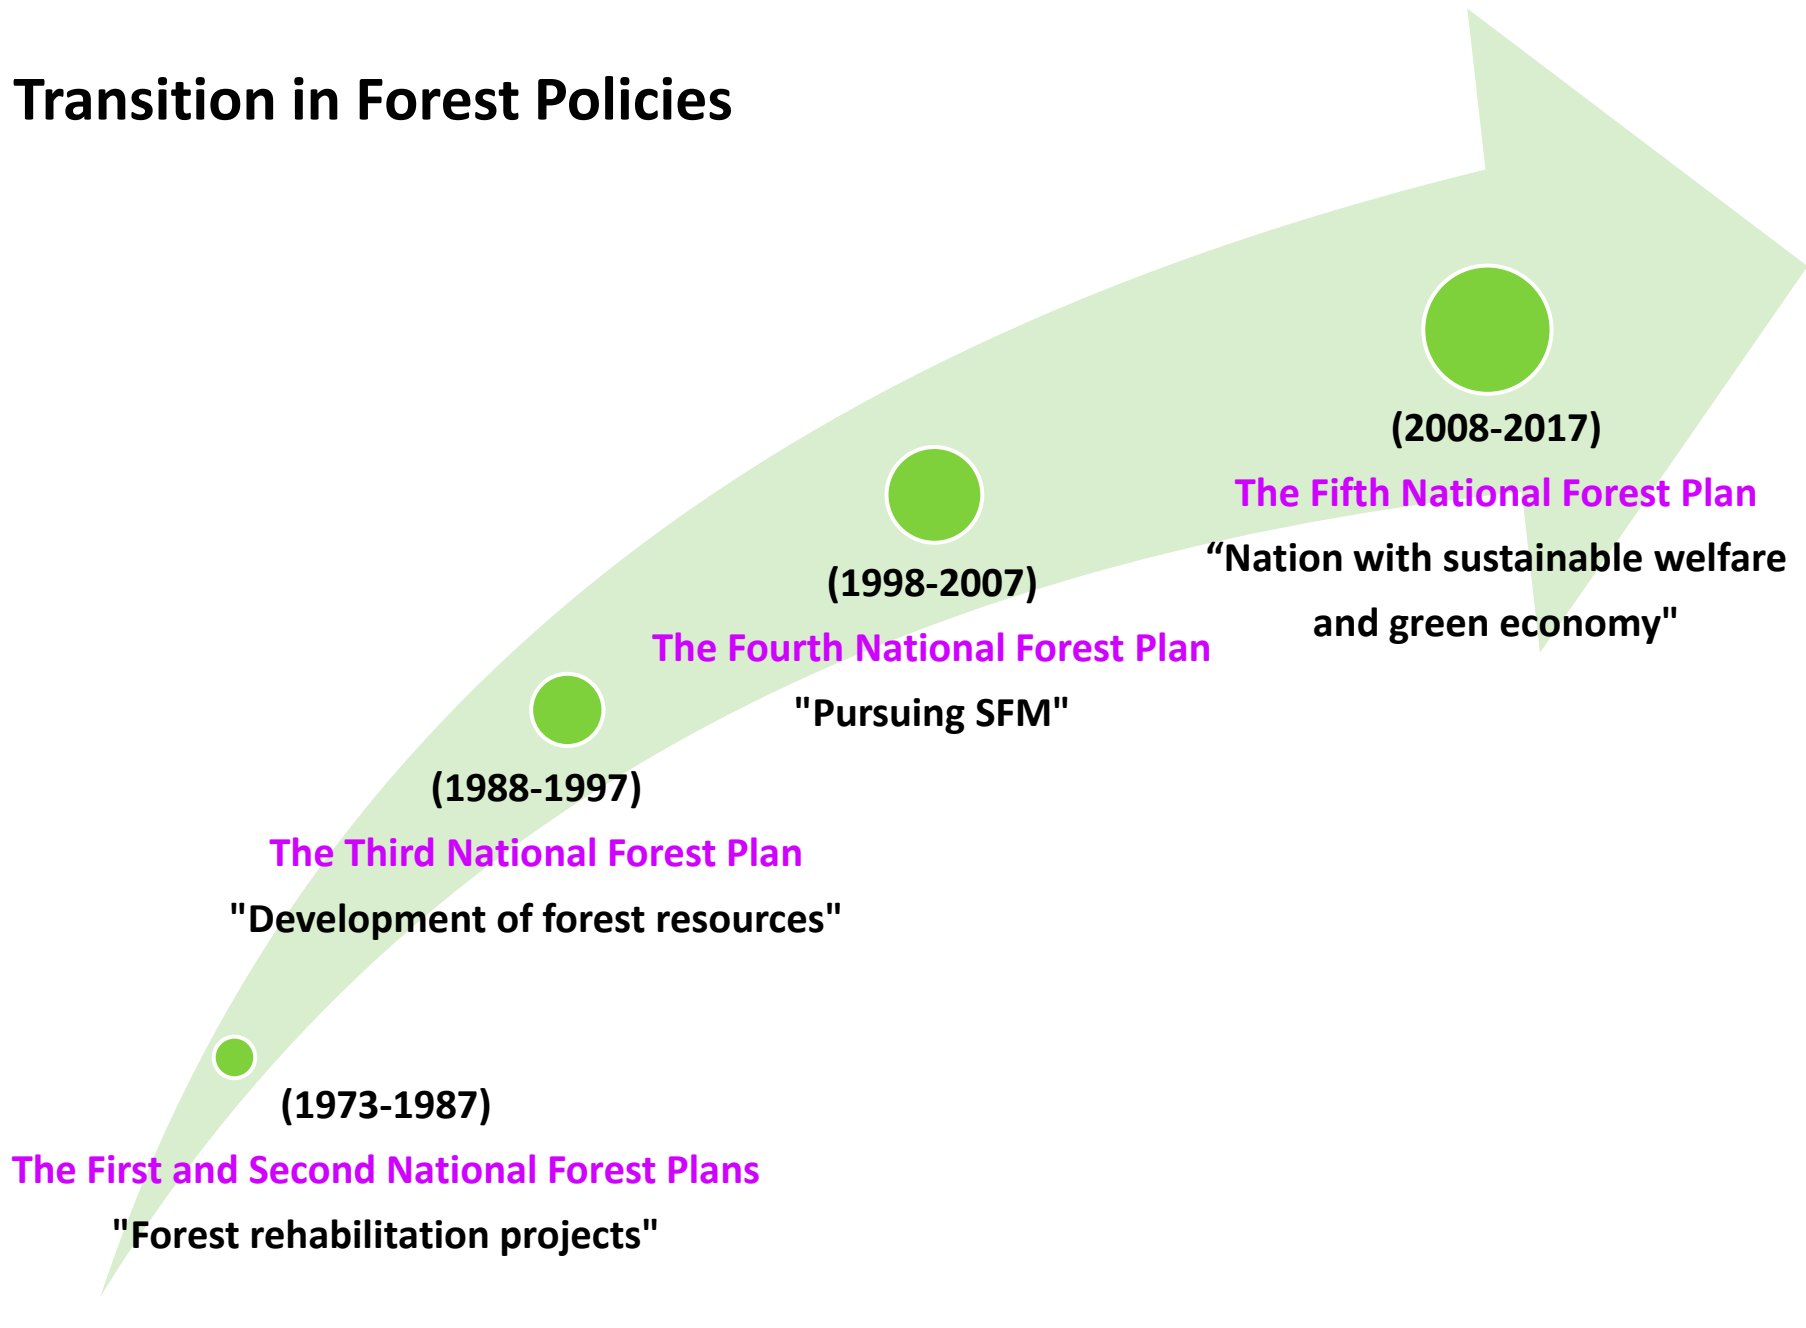 Transition in Forest Policies
(2008-2017)
The Fifth National Forest Plan
“Nation with sustainable welfare
and green economy"
(1998-2007)
The Fourth National Forest Plan
"Pursuing SFM"
(1988-1997)
The Third National Forest Plan
"Development of forest resources"
(1973-1987)
The First and Second National Forest Plans
"Forest rehabilitation projects"